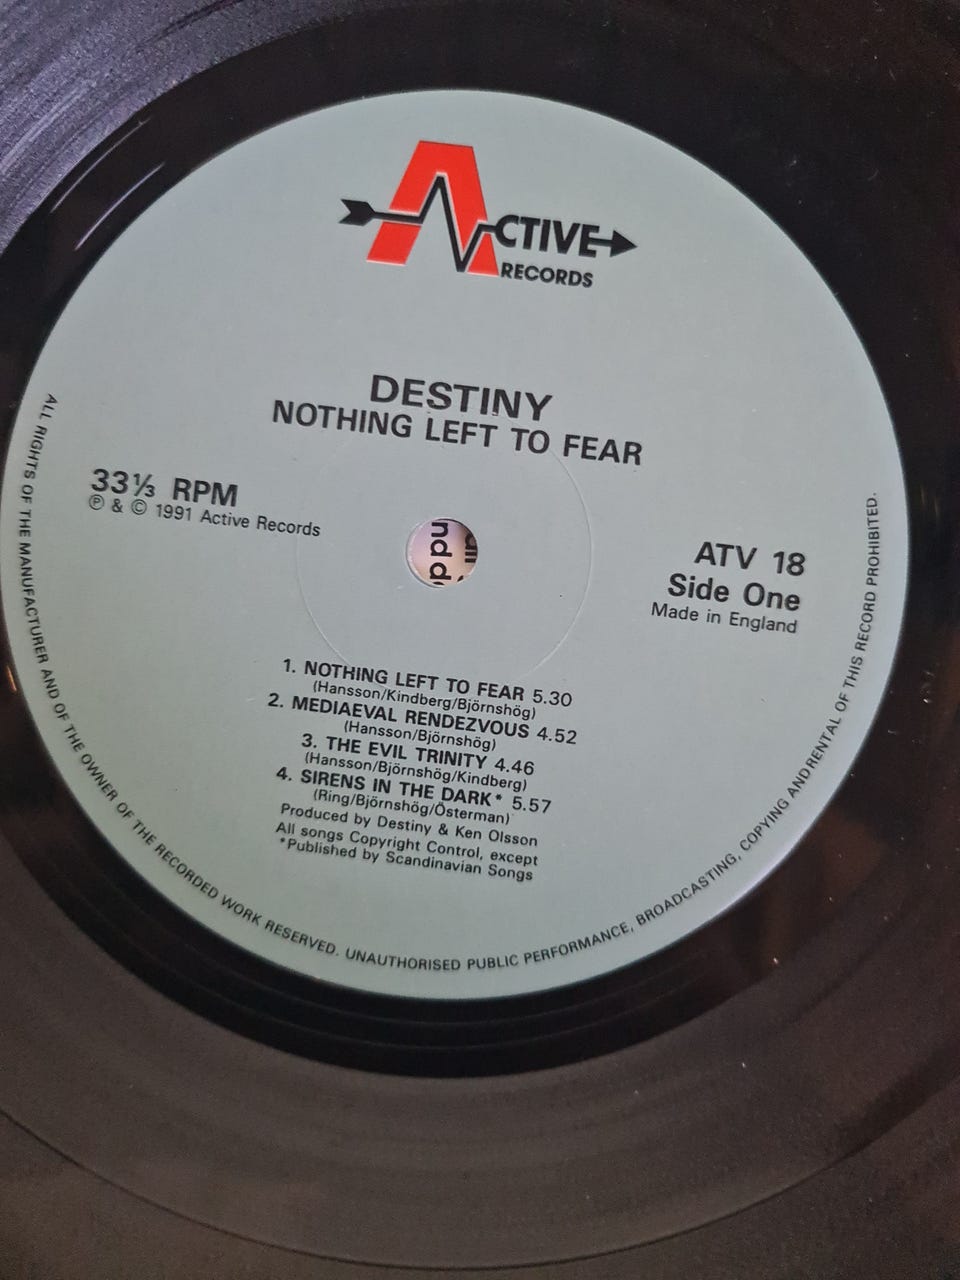 ACTIVE
RECORDS
DESTINY
NOTHING LEFT TO FEAR
33⅓ RPM
Ⓟ & © 1991 Active Records
ATV 18
Side One
Made in England
1. NOTHING LEFT TO FEAR 5.30
(Hansson/Kindberg/Björnshög)
2. MEDIAEVAL RENDEZVOUS 4.52
(Hansson/Björnshög)
3. THE EVIL TRINITY 4.46
(Hansson/Björnshög/Kindberg)
4. SIRENS IN THE DARK* 5.57
(Ring/Björnshög/Österman)
Produced by Destiny & Ken Olsson
All songs Copyright Control, except
*Published by Scandinavian Songs
ALL RIGHTS OF THE MANUFACTURER AND OF THE OWNER OF THE RECORDED WORK RESERVED. UNAUTHORISED PUBLIC PERFORMANCE, BROADCASTING, COPYING AND RENTAL OF THIS RECORD PROHIBITED.